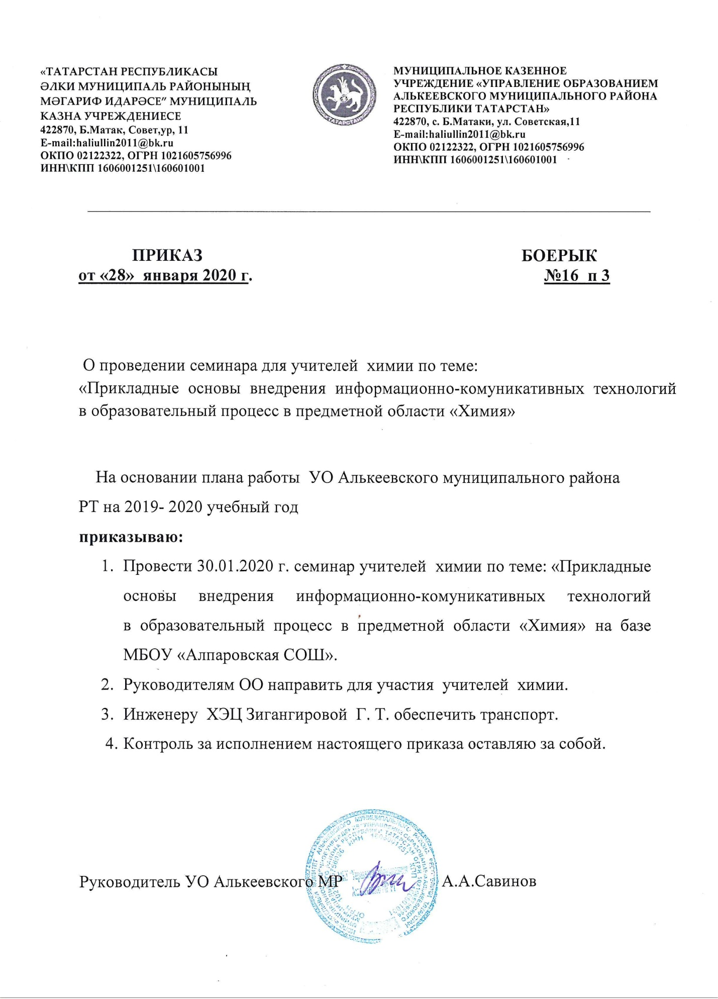 «ТАТАРСТАН РЕСПУБЛИКАСЫ
ӘЛКИ МУНИЦИПАЛЬ РАЙОНЫНЫҢ
МӘГАРИФ ИДАРӘСЕ” МУНИЦИПАЛЬ
КАЗНА УЧРЕЖДЕНИЕСЕ
422870, Б.Матак, Совет,ур, 11
E-mail:haliullin2011@bk.ru
ОКПО 02122322, ОГРН 1021605756996
ИНН\КПП 1606001251\160601001
ТАТАРСТАН
МУНИЦИПАЛЬНОЕ КАЗЕННОЕ
УЧРЕЖДЕНИЕ «УПРАВЛЕНИЕ ОБРАЗОВАНИЕМ
АЛЬКЕЕВСКОГО МУНИЦИПАЛЬНОГО РАЙОНА
РЕСПУБЛИКИ ТАТАРСТАН»
422870, с. Б.Матаки, ул. Советская,11
E-mail:haliullin2011@bk.ru
ОКПО 02122322, ОГРН 1021605756996
ИНН\КПП 1606001251\160601001
ПРИКАЗ БОЕРЫК
от «28» января 2020 г. №16 п 3
О проведении семинара для учителей химии по теме:
«Прикладные основы внедрения информационно-комуникативных технологий
в образовательный процесс в предметной области «Химия»
На основании плана работы УО Алькеевского муниципального района
РТ на 2019- 2020 учебный год
приказываю:
1. Провести 30.01.2020 г. семинар учителей химии по теме: «Прикладные
основы внедрения информационно-комуникативных технологий
в образовательный процесс в предметной области «Химия» на базе
МБОУ «Алпаровская СОШ».
2. Руководителям ОО направить для участия учителей химии.
3. Инженеру ХЭЦ Зигангировой Г. Т. обеспечить транспорт.
4. Контроль за исполнением настоящего приказа оставляю за собой.
Руководитель УО Алькеевского МР А.А.Савинов